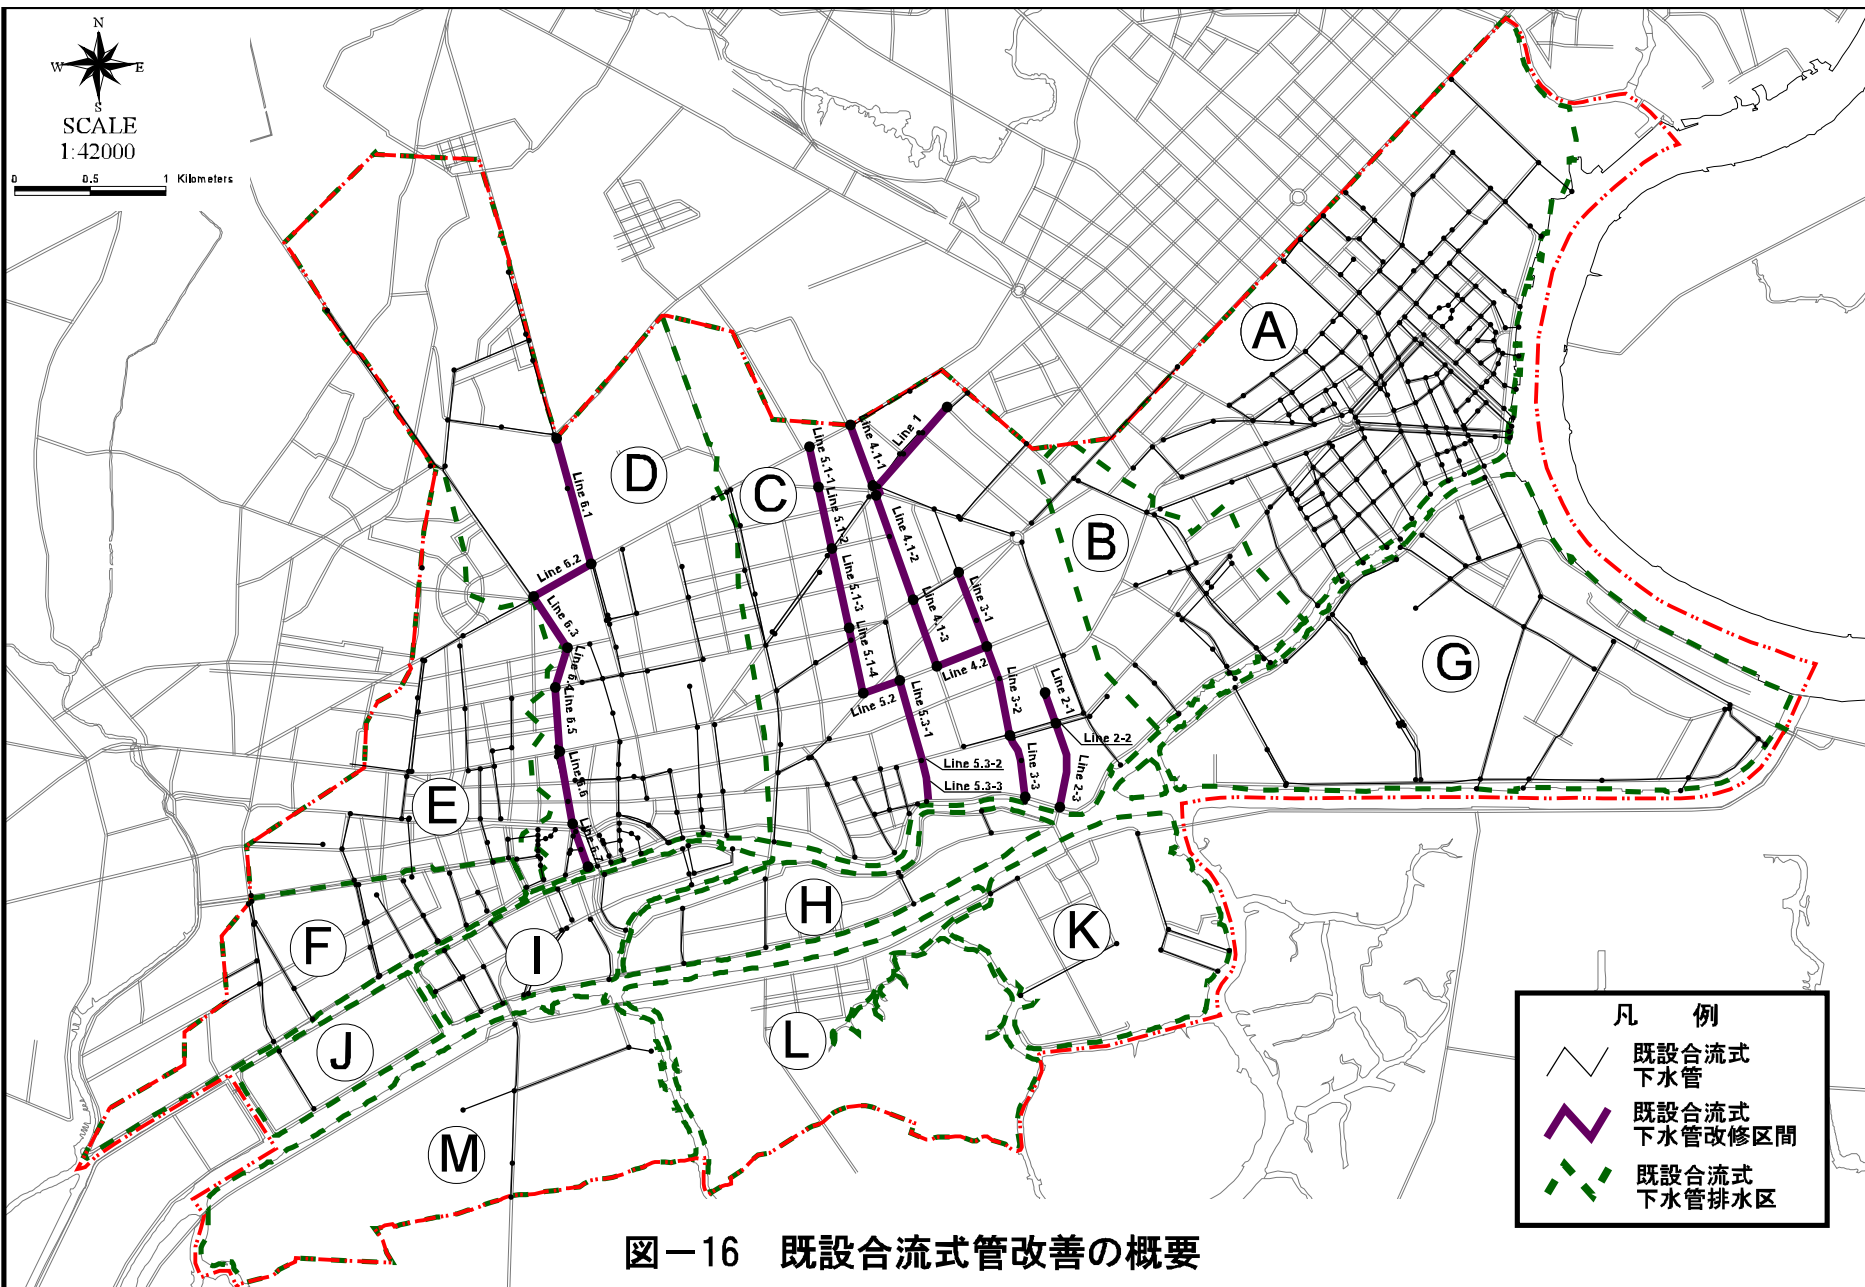 N
W E
S
SCALE
1:42000
0 0.5 1 Kilometers
A
D
C
B
G
E
H
F
I
K
J
L
M
Line 1
Line 4.1-1
Line 5.1-1
Line 5.1-2
Line 4.1-2
Line 6.1
Line 6.2
Line 5.1-3
Line 3-1
Line 4.1-3
Line 6.3
Line 5.1-4
Line 4.2
Line 5.2
Line 5.3-1
Line 3-2
Line 2-1
Line 2-2
Line 6.5
Line 5.3-2
Line 5.3-3
Line 3-3
Line 2-3
Line 6.6
凡 例
既設合流式
下水管
既設合流式
下水管改修区間
既設合流式
下水管排水区
図－16 既設合流式管改善の概要